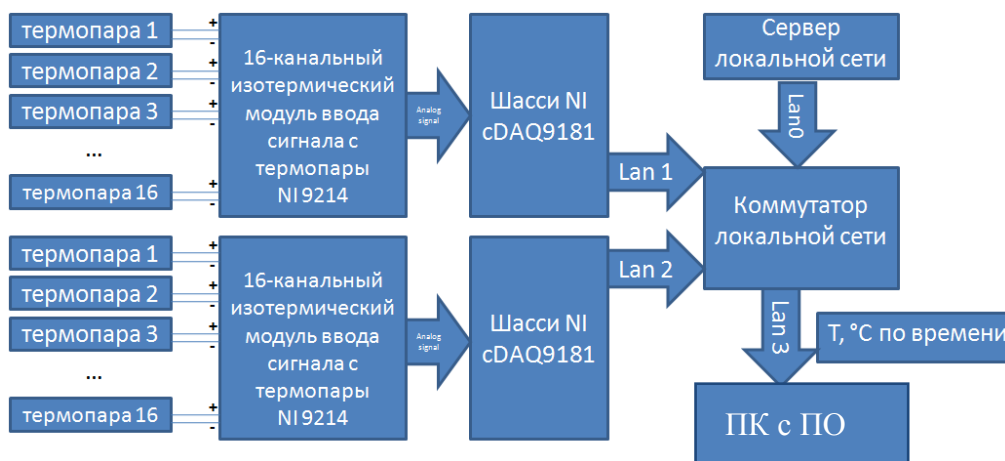 термопара 1
+
-
термопара 2
+
-
термопара 3
+
-
...
термопара 16
+
-
16-канальный
изотермический
модуль ввода
сигнала с
термопары
NI 9214
Analog
signal
Шасси NI
cDAQ9181
Lan 1
Сервер
локальной сети
Lan0
Коммутатор
локальной сети
термопара 1
+
-
термопара 2
+
-
термопара 3
+
-
...
термопара 16
+
-
16-канальный
изотермический
модуль ввода
сигнала с
термопары
NI 9214
Analog
signal
Шасси NI
cDAQ9181
Lan 2
Lan 3
T, °C по времени
ПК с ПО